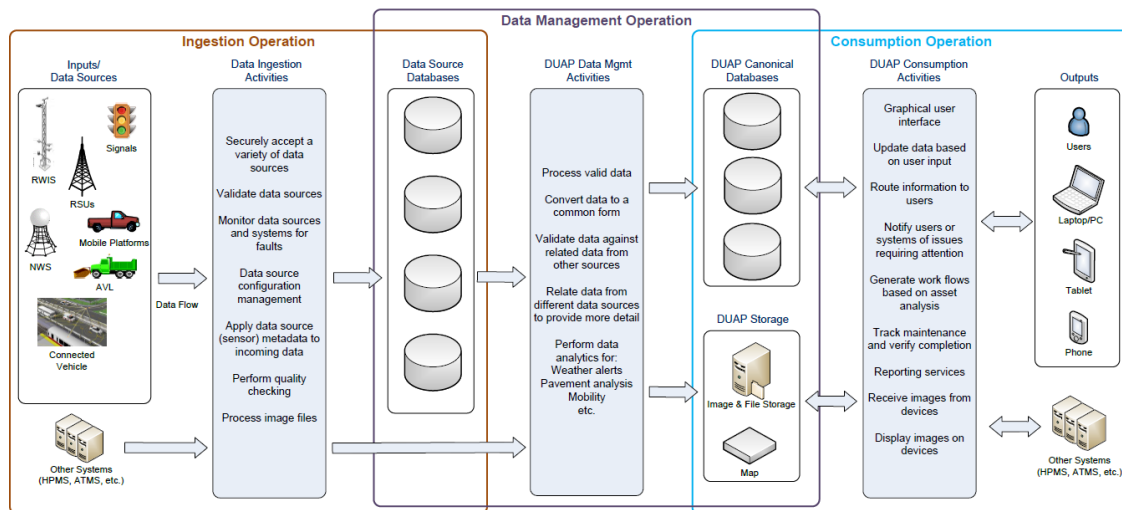 Data Management Operation
Ingestion Operation
Consumption Operation
Inputs/
Data Sources
Data Ingestion
Activities
Data Source
Databases
DUAP Data Mgmt
Activities
DUAP Canonical
Databases
DUAP Consumption
Activities
Outputs
RWIS
Signals
RSUs
Mobile Platforms
NWS
AVL
Connected
Vehicle
Data Flow
Other Systems
(HPMS, ATMS, etc.)
Securely accept a
variety of data
sources
Validate data sources
Monitor data sources
and systems for
faults
Data source
configuration
management
Apply data source
(sensor) metadata to
incoming data
Perform quality
checking
Process image files
Process valid data
Convert data to a
common form
Validate data against
related data from
other sources
Relate data from
different data sources
to provide more detail
Perform data
analytics for:
Weather alerts
Pavement analysis
Mobility
etc.
DUAP Storage
Image & File Storage
Map
Graphical user
interface
Update data based
on user input
Route information to
users
Notify users or
systems of issues
requiring attention
Generate work flows
based on asset
analysis
Track maintenance
and verify completion
Reporting services
Receive images from
devices
Display images on
devices
Users
Laptop/PC
Tablet
Phone
Other Systems
(HPMS, ATMS, etc.)